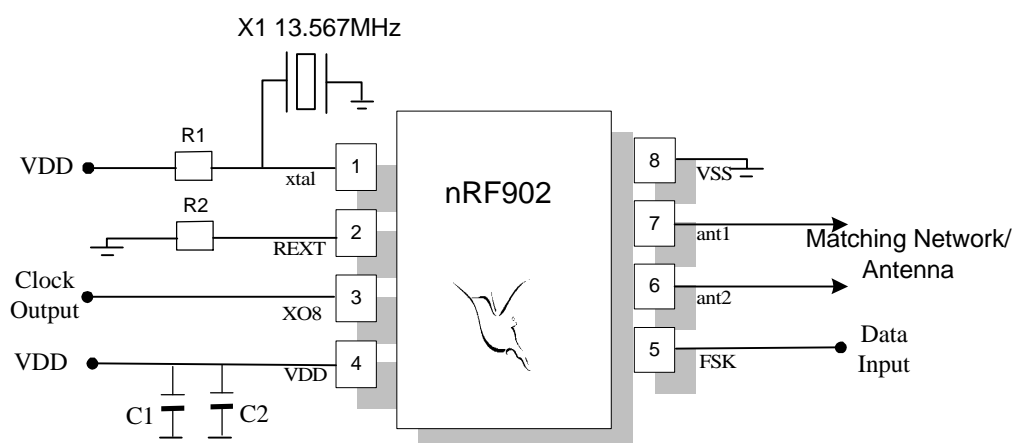 X1 13.567MHz
R1
VDD
xtal
1
R2
REXT
2
Clock
Output
XO8
3
VDD
VDD
4
C1
C2
nRF902
8
VSS
7
ant1
Matching Network/
Antenna
6
ant2
5
FSK
Data
Input